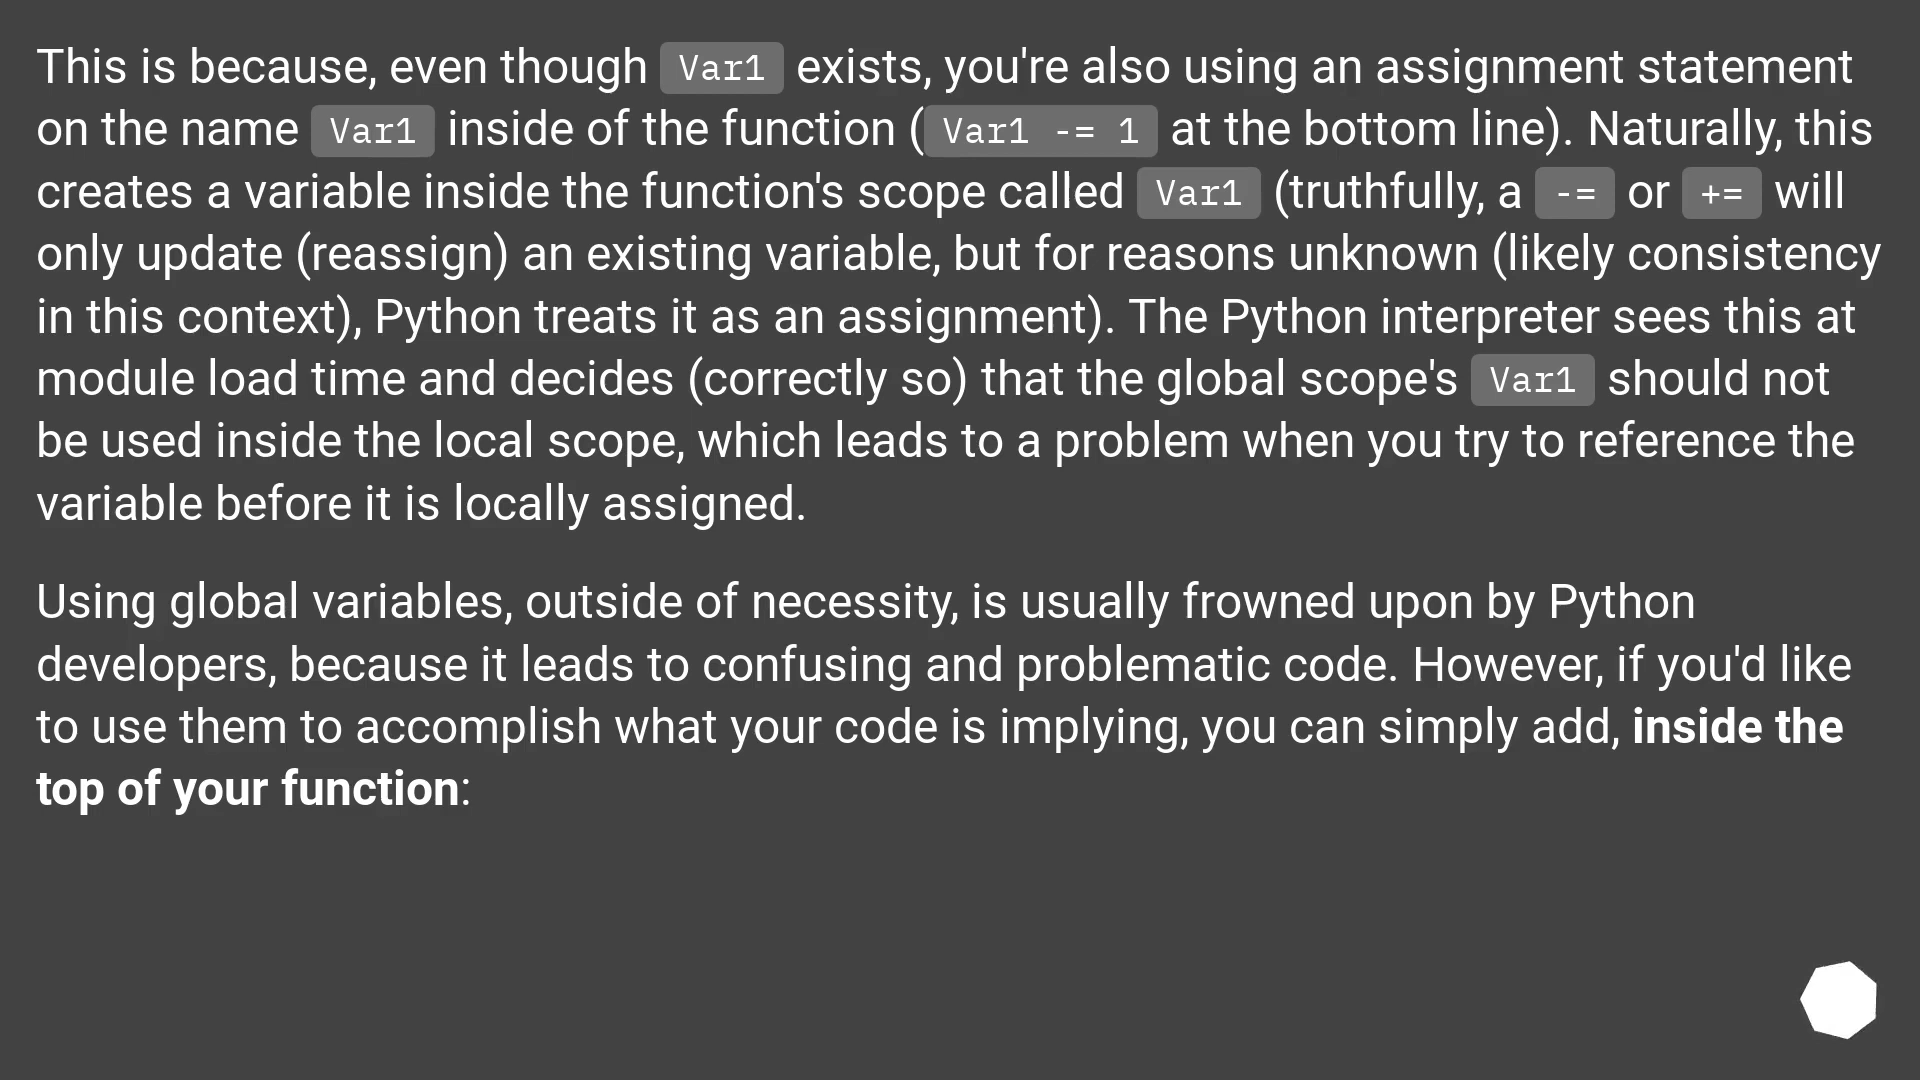 This is because, even though Var1 exists, you're also using an assignment statement
on the name Var1 inside of the function (Var1 -= 1 at the bottom line). Naturally, this
creates a variable inside the function's scope called Var1 (truthfully, a -= or += will
only update (reassign) an existing variable, but for reasons unknown (likely consistency
in this context), Python treats it as an assignment). The Python interpreter sees this at
module load time and decides (correctly so) that the global scope's Var1 should not
be used inside the local scope, which leads to a problem when you try to reference the
variable before it is locally assigned.
Using global variables, outside of necessity, is usually frowned upon by Python
developers, because it leads to confusing and problematic code. However, if you'd like
to use them to accomplish what your code is implying, you can simply add, inside the
top of your function: